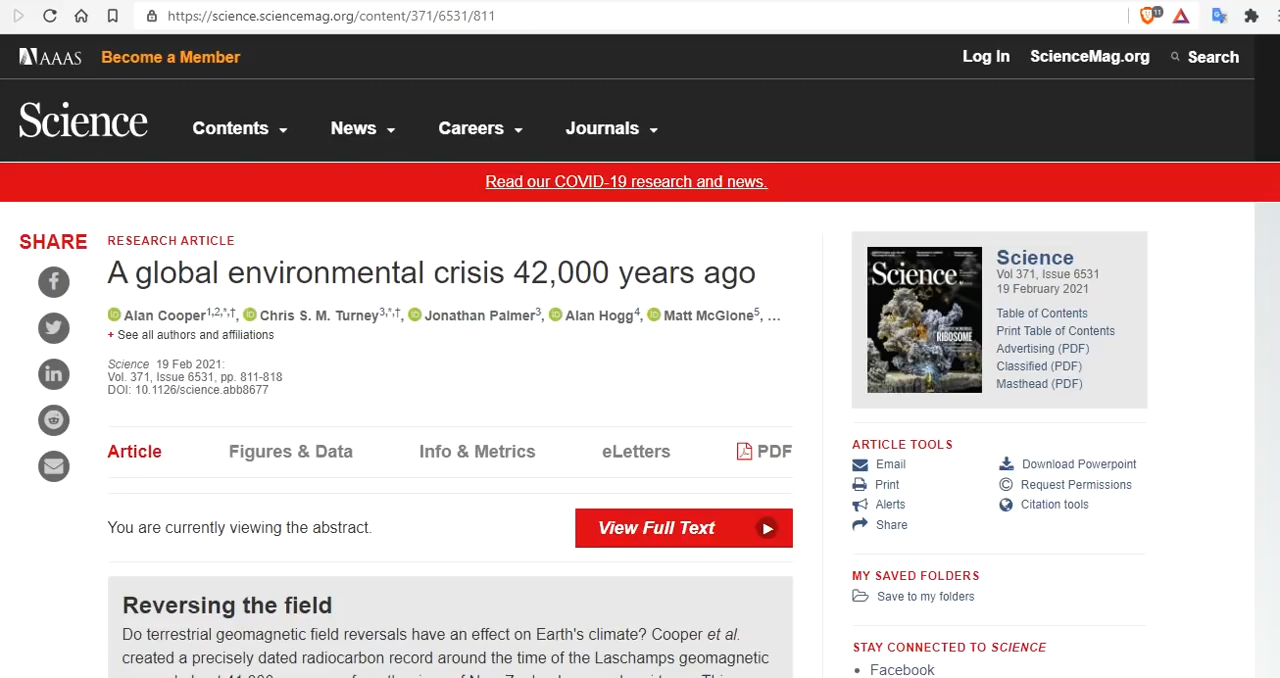 https://science.sciencemag.org/content/371/6531/811
11
AAAS Become a Member
Log In ScienceMag.org Search
Science Contents News Careers Journals
Read our COVID-19 research and news.
SHARE
RESEARCH ARTICLE
A global environmental crisis 42,000 years ago
Alan Cooper1,2,*,†, Chris S. M. Turney3,*,†, Jonathan Palmer3, Alan Hogg4, Matt McGlone5, ...
+ See all authors and affiliations
Science 19 Feb 2021:
Vol. 371, Issue 6531, pp. 811-818
DOI: 10.1126/science.abb8677
Article Figures & Data Info & Metrics eLetters PDF
You are currently viewing the abstract.
View Full Text
Reversing the field
Do terrestrial geomagnetic field reversals have an effect on Earth's climate? Cooper et al.
created a precisely dated radiocarbon record around the time of the Laschamps geomagnetic
Science
RIBOSOME
Science
Vol 371, Issue 6531
19 February 2021
Table of Contents
Print Table of Contents
Advertising (PDF)
Classified (PDF)
Masthead (PDF)
ARTICLE TOOLS
Email
Download Powerpoint
Print
Request Permissions
Alerts
Citation tools
Share
MY SAVED FOLDERS
Save to my folders
STAY CONNECTED TO SCIENCE
• Facebook